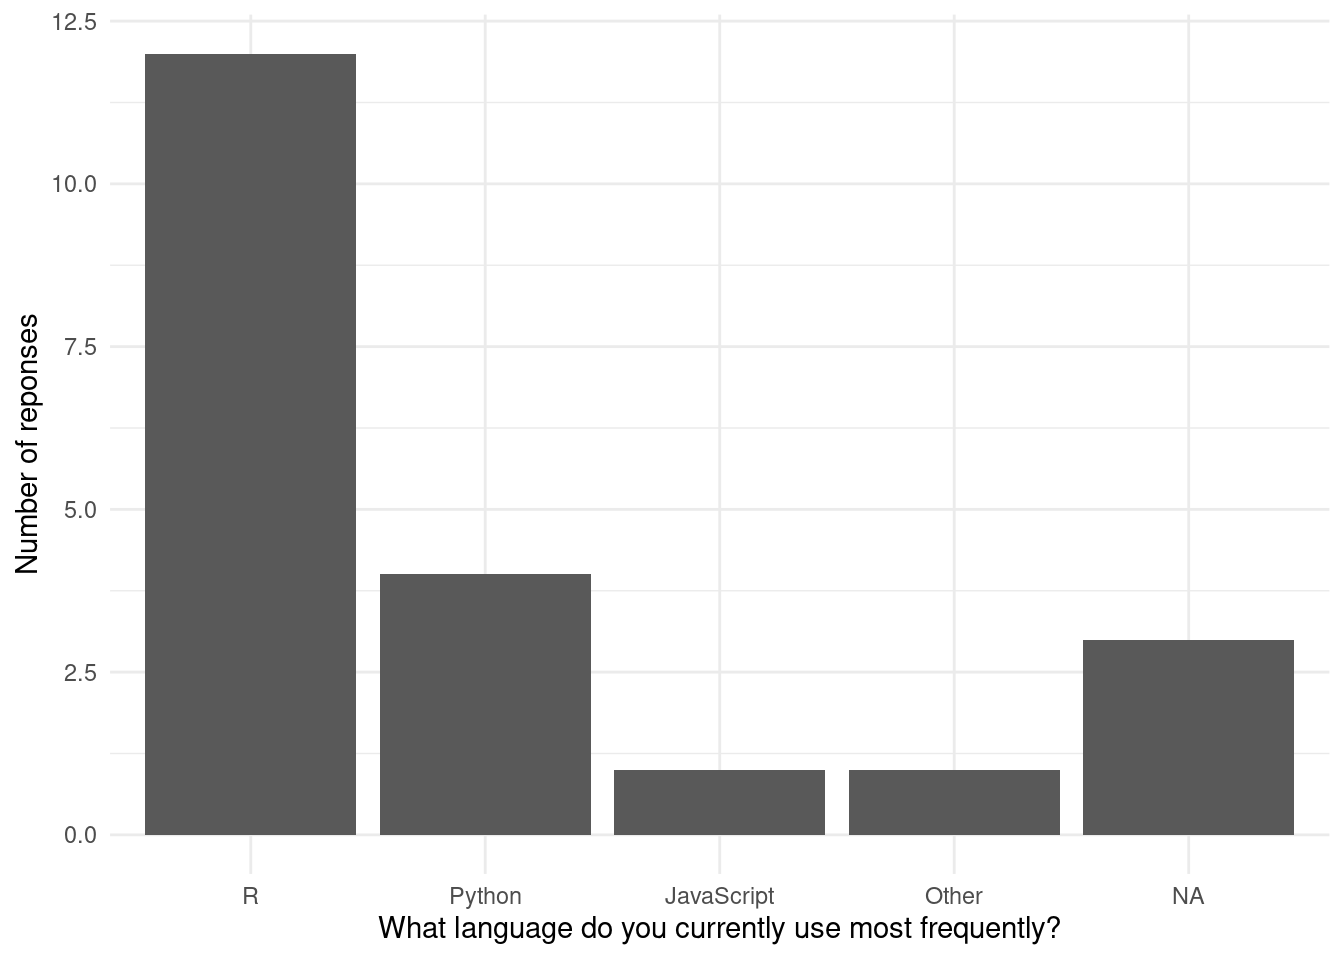 12.5
10.0
7.5
5.0
2.5
0.0
Number of reponses
R Python JavaScript Other NA
What language do you currently use most frequently?